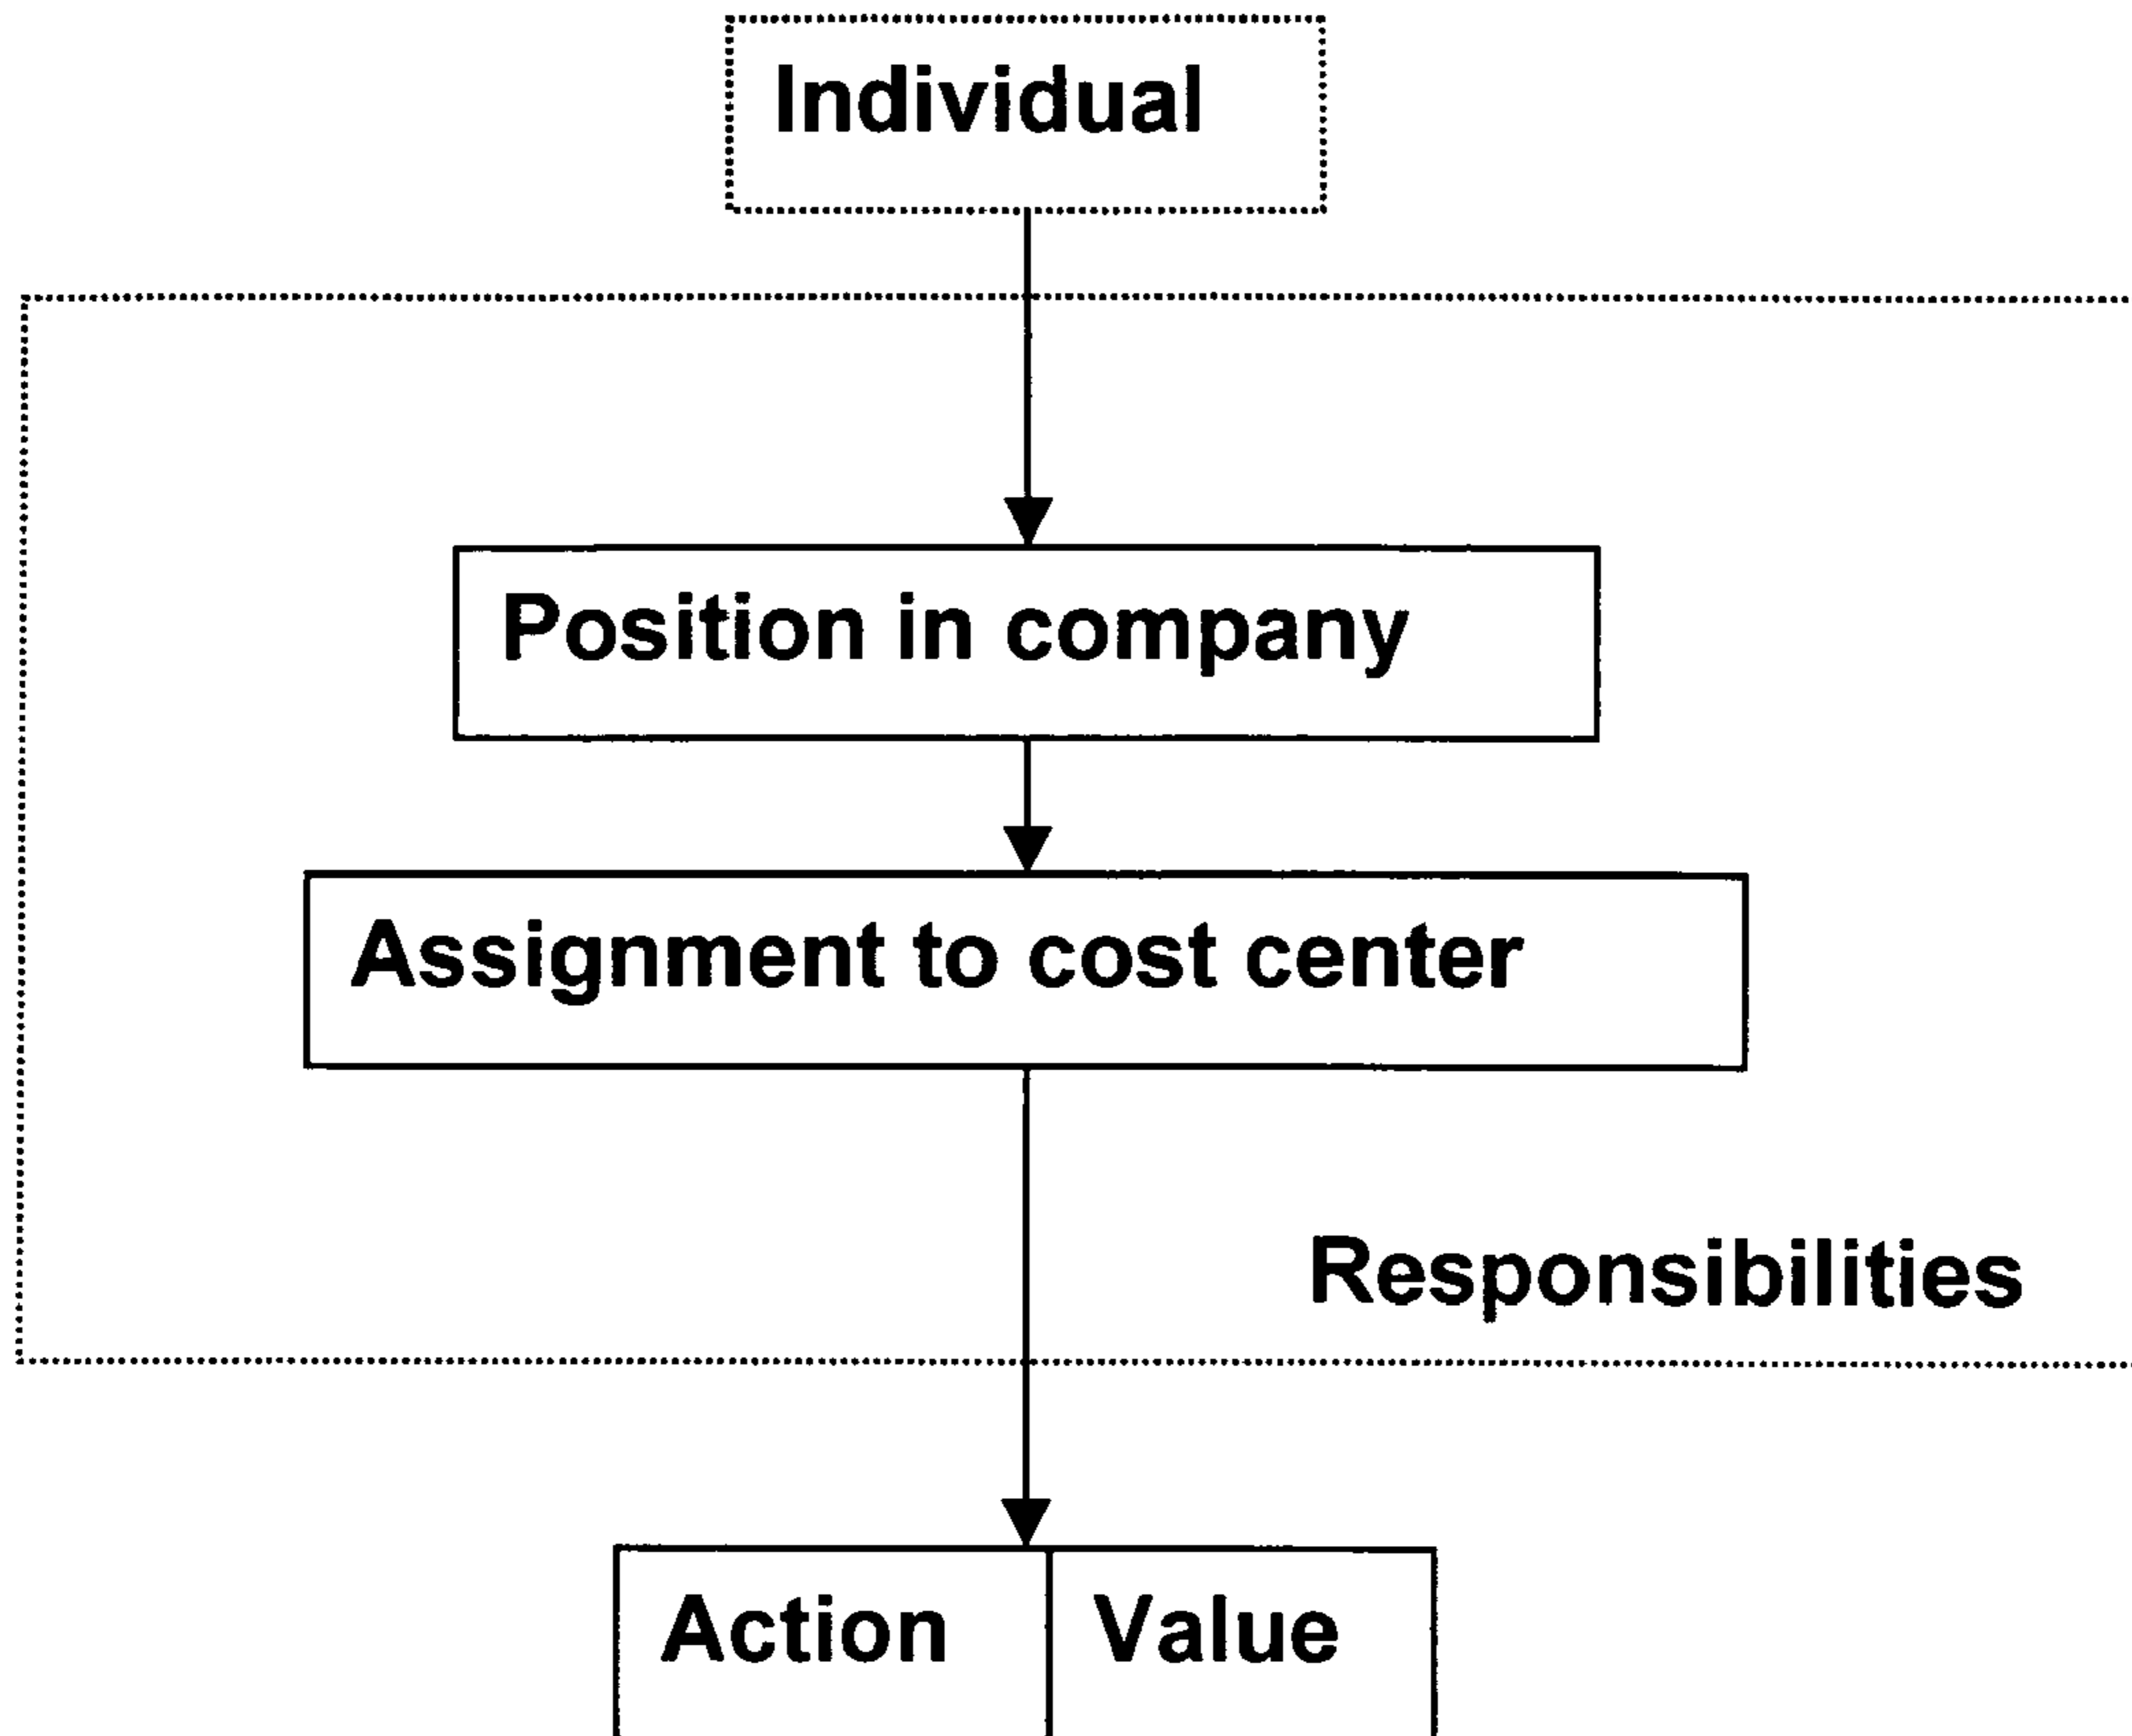 Individual
Position in company
Assignment to cost center
Responsibilities
Action Value